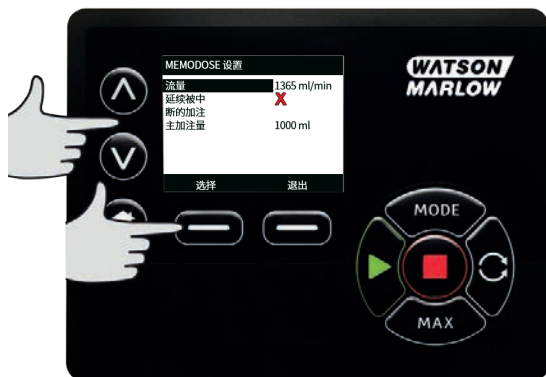 MEMODOSE 设置
流量 1365 ml/min
延续被中 X
断的加注
主加注量 1000 ml
选择 退出
WATSON
MARLOW
MODE
MAX